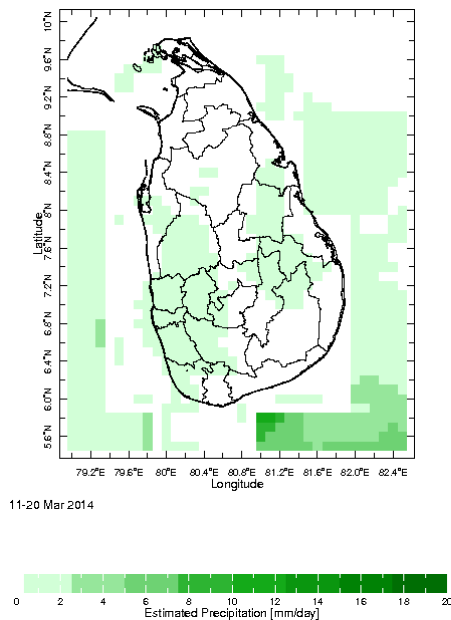 10°N
9.6°N
9.2°N
8.8°N
8.4°N
8°N
7.6°N
7.2°N
6.8°N
6.4°N
6.0°N
5.6°N
Latitude
79.2°E 79.6°E 80°E 80.4°E 80.8°E 81.2°E 81.6°E 82.0°E 82.4°E
Longitude
11-20 Mar 2014
0 2 4 6 8 10 12 14 16 18 20
Estimated Precipitation [mm/day]